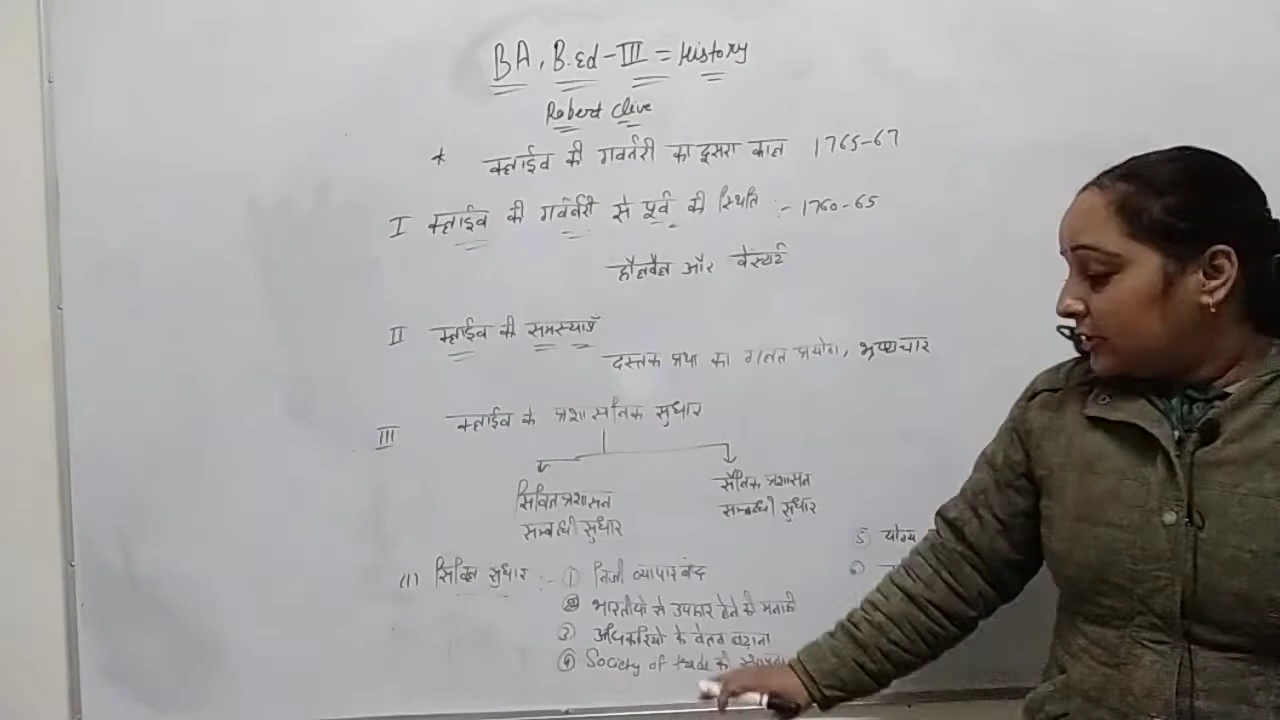 BA, B.Ed-III = History
Robert Clive
* क्लाईव की गवर्नरी का दूसरा काल 1765-67
I क्लाईव की गवर्नरी से पूर्व की स्थिति :- 1760-65
हौलवैल और वेंस्टार्ट
II क्लाईव की समस्याएँ
दस्तक प्रथा का गलत प्रयोग, भ्रष्टाचार
III क्लाईव के प्रशासनिक सुधार
सिविल प्रशासन सम्बन्धी सुधार
सैनिक प्रशासन सम्बन्धी सुधार
(1) सिविल सुधार :- ① निजी व्यापार बंद
② भारतीयो से उपहार लेने की मनाही
③ अधिकारियो के वेतन बढ़ाना
④ Society of trade की स्थापना
5 योग्य